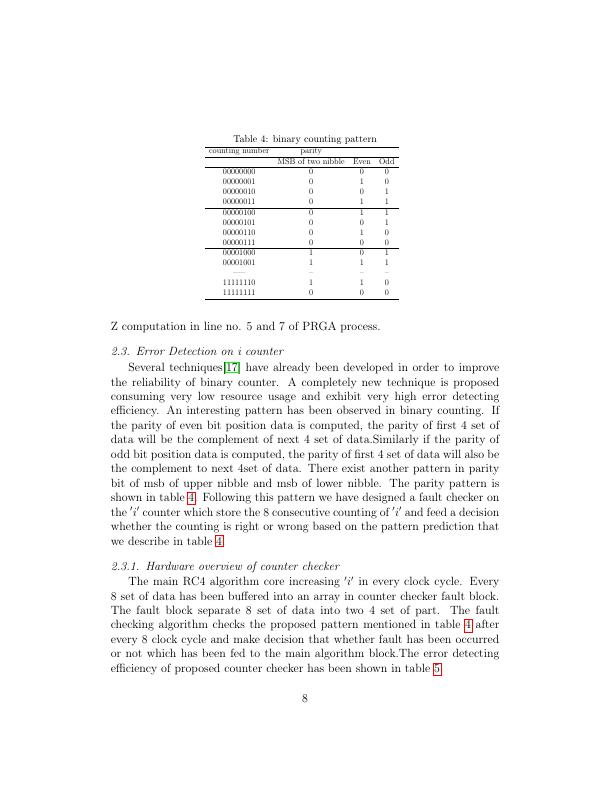 Table 4: binary counting pattern
counting number parity
MSB of two nibble Even Odd
00000000 0 0 0
00000001 0 1 0
00000010 0 0 1
00000011 0 1 1
00000100 0 1 1
00000101 0 0 1
00000110 0 1 0
00000111 0 0 0
00001000 1 0 1
00001001 1 1 1
— – – –
11111110 1 1 0
11111111 0 0 0
Z computation in line no. 5 and 7 of PRGA process.
2.3. Error Detection on i counter
Several techniques[17] have already been developed in order to improve
the reliability of binary counter. A completely new technique is proposed
consuming very low resource usage and exhibit very high error detecting
efficiency. An interesting pattern has been observed in binary counting. If
the parity of even bit position data is computed, the parity of first 4 set of
data will be the complement of next 4 set of data.Similarly if the parity of
odd bit position data is computed, the parity of first 4 set of data will also be
the complement to next 4set of data. There exist another pattern in parity
bit of msb of upper nibble and msb of lower nibble. The parity pattern is
shown in table 4. Following this pattern we have designed a fault checker on
the ′i′ counter which store the 8 consecutive counting of ′i′ and feed a decision
whether the counting is right or wrong based on the pattern prediction that
we describe in table 4
2.3.1. Hardware overview of counter checker
The main RC4 algorithm core increasing ′i′ in every clock cycle. Every
8 set of data has been buffered into an array in counter checker fault block.
The fault block separate 8 set of data into two 4 set of part. The fault
checking algorithm checks the proposed pattern mentioned in table 4 after
every 8 clock cycle and make decision that whether fault has been occurred
or not which has been fed to the main algorithm block.The error detecting
efficiency of proposed counter checker has been shown in table 5
8